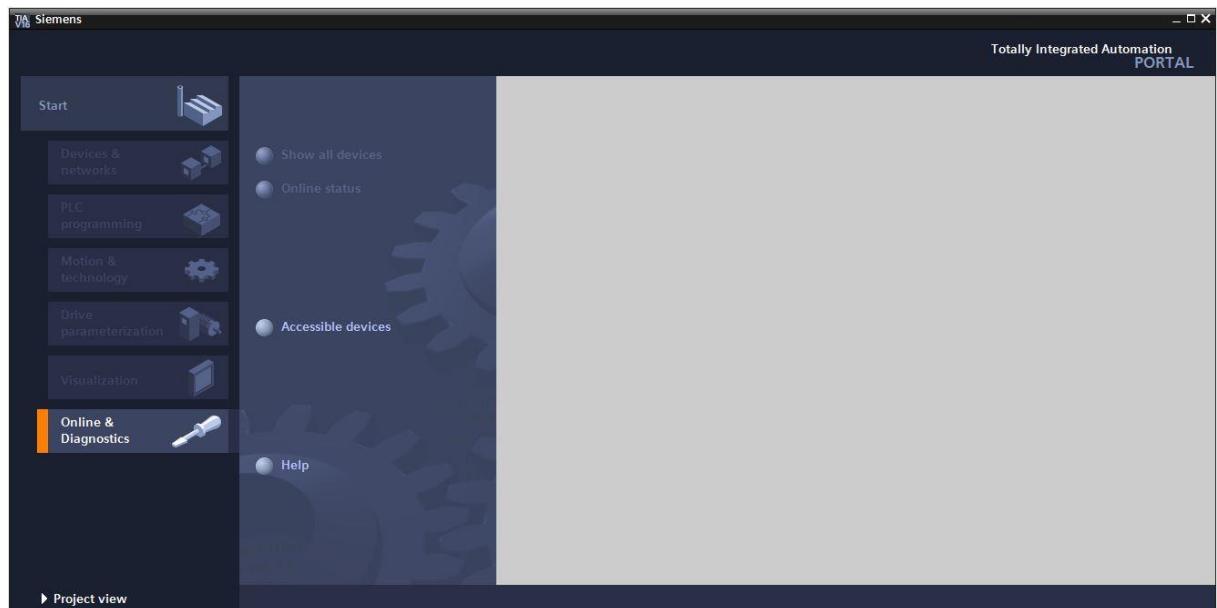 TIA V16 Siemens
Totally Integrated Automation
PORTAL
Start
Devices &
networks
PLC
programming
Motion &
technology
Drive
parameterization
Visualization
Online &
Diagnostics
Show all devices
Online status
Accessible devices
Help
Project view